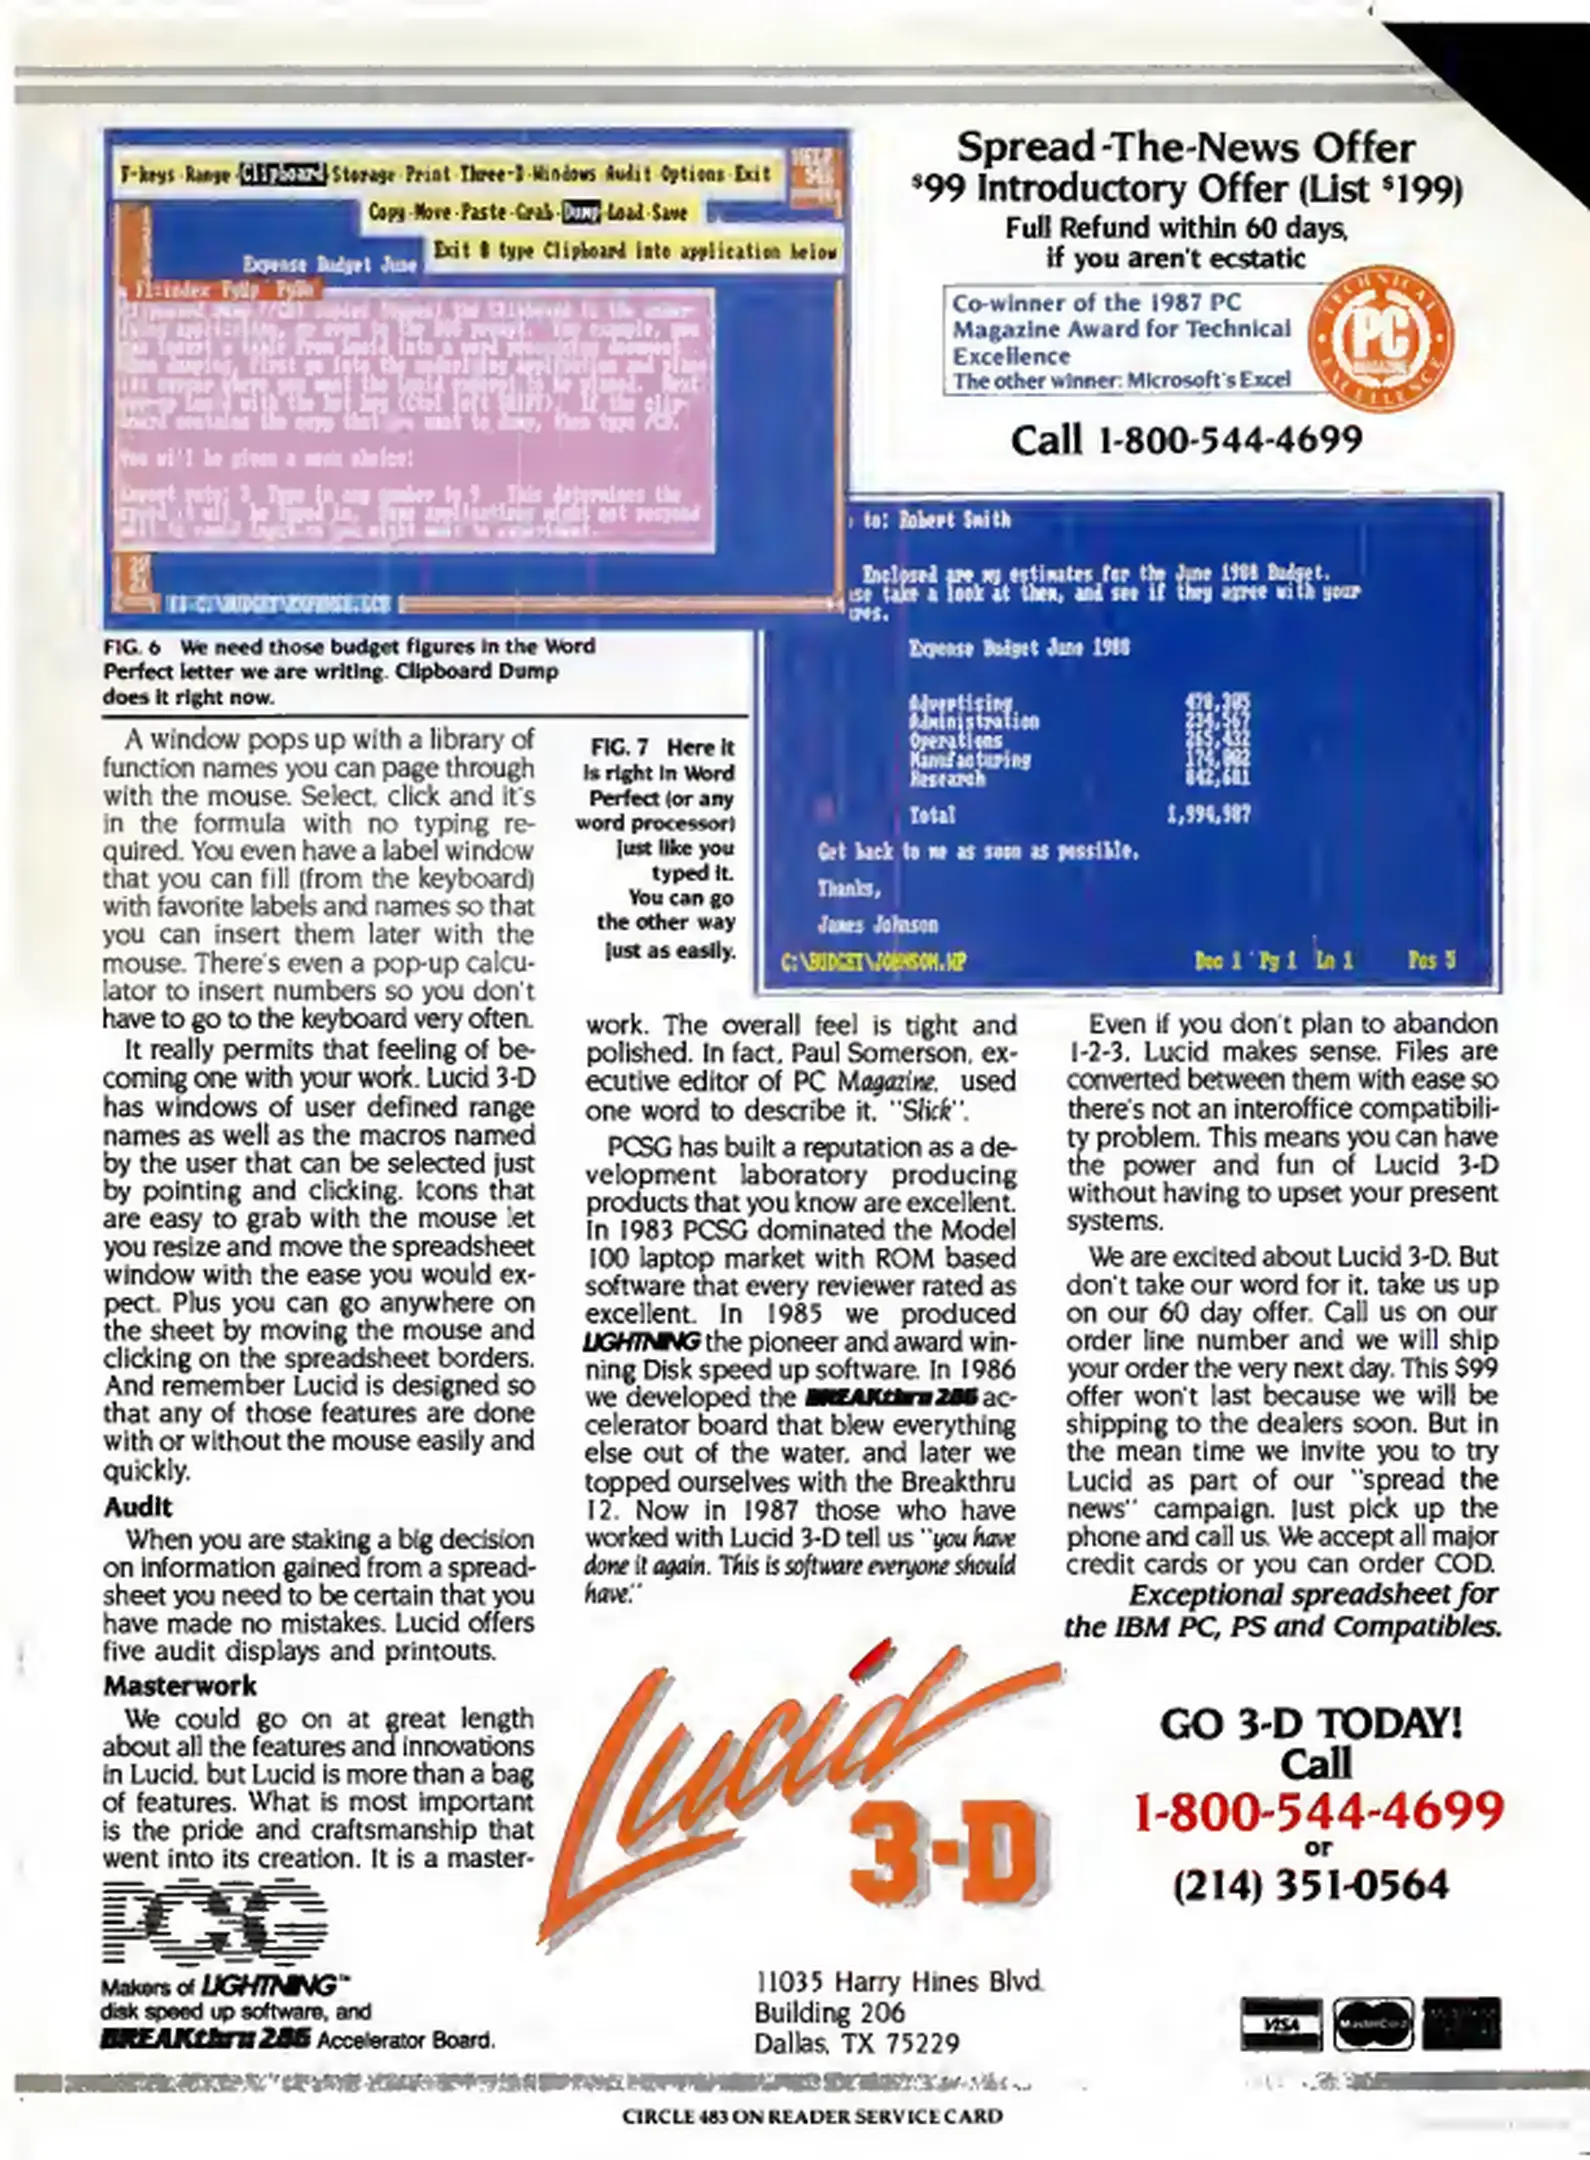 F-keys Range Clipboard Storage Print Three-D Windows Audit Options Exit
Copy Move Paste Grab Dump Load Save
Exit & type Clipboard into application below
Expense Budget June
F1=index PgUp PgDn
You will be given a menu choice:
C:\BUDGET\EXPENSE.LCD
FIG. 6 We need those budget figures in the Word
Perfect letter we are writing. Clipboard Dump
does it right now.
Spread-The-News Offer
$99 Introductory Offer (List $199)
Full Refund within 60 days,
if you aren't ecstatic
Co-winner of the 1987 PC
Magazine Award for Technical
Excellence
The other winner: Microsoft's Excel
TECHNICAL
PC
MAGAZINE
EXCELLENCE
Call 1-800-544-4699
to: Robert Smith
Enclosed are my estimates for the June 1988 Budget.
se take a look at them, and see if they agree with your
ures.
Expense Budget June 1988
Advertising 478,305
Administration 234,567
Operations 265,432
Manufacturing 174,002
Research 842,681
Total 1,994,987
Get back to me as soon as possible.
Thanks,
James Johnson
C:\BUDGET\JOHNSON.WP Doc 1 Pg 1 Ln 1 Pos 5
FIG. 7 Here it
is right in Word
Perfect (or any
word processor)
just like you
typed it.
You can go
the other way
just as easily.
A window pops up with a library of
function names you can page through
with the mouse. Select, click and it's
in the formula with no typing re-
quired. You even have a label window
that you can fill (from the keyboard)
with favorite labels and names so that
you can insert them later with the
mouse. There's even a pop-up calcu-
lator to insert numbers so you don't
have to go to the keyboard very often.
It really permits that feeling of be-
coming one with your work. Lucid 3-D
has windows of user defined range
names as well as the macros named
by the user that can be selected just
by pointing and clicking. Icons that
are easy to grab with the mouse let
you resize and move the spreadsheet
window with the ease you would ex-
pect. Plus you can go anywhere on
the sheet by moving the mouse and
clicking on the spreadsheet borders.
And remember Lucid is designed so
that any of those features are done
with or without the mouse easily and
quickly.
Audit
When you are staking a big decision
on information gained from a spread-
sheet you need to be certain that you
have made no mistakes. Lucid offers
five audit displays and printouts.
Masterwork
We could go on at great length
about all the features and innovations
in Lucid, but Lucid is more than a bag
of features. What is most important
is the pride and craftsmanship that
went into its creation. It is a master-
work. The overall feel is tight and
polished. In fact, Paul Somerson, ex-
ecutive editor of PC Magazine, used
one word to describe it, "Slick".
PCSG has built a reputation as a de-
velopment laboratory producing
products that you know are excellent.
In 1983 PCSG dominated the Model
100 laptop market with ROM based
software that every reviewer rated as
excellent. In 1985 we produced
LIGHTNING the pioneer and award win-
ning Disk speed up software. In 1986
we developed the BREAKthru 286 ac-
celerator board that blew everything
else out of the water, and later we
topped ourselves with the Breakthru
12. Now in 1987 those who have
worked with Lucid 3-D tell us "you have
done it again. This is software everyone should
have."
Even if you don't plan to abandon
1-2-3, Lucid makes sense. Files are
converted between them with ease so
there's not an interoffice compatibili-
ty problem. This means you can have
the power and fun of Lucid 3-D
without having to upset your present
systems.
We are excited about Lucid 3-D. But
don't take our word for it, take us up
on our 60 day offer. Call us on our
order line number and we will ship
your order the very next day. This $99
offer won't last because we will be
shipping to the dealers soon. But in
the mean time we invite you to try
Lucid as part of our "spread the
news" campaign. Just pick up the
phone and call us. We accept all major
credit cards or you can order COD.
Exceptional spreadsheet for
the IBM PC, PS and Compatibles.
Lucid
3-D
GO 3-D TODAY!
Call
1-800-544-4699
or
(214) 351-0564
PCSG
Makers of LIGHTNING™
disk speed up software, and
BREAKthru 286 Accelerator Board.
11035 Harry Hines Blvd.
Building 206
Dallas, TX 75229
VISA
MasterCard
CIRCLE 483 ON READER SERVICE CARD